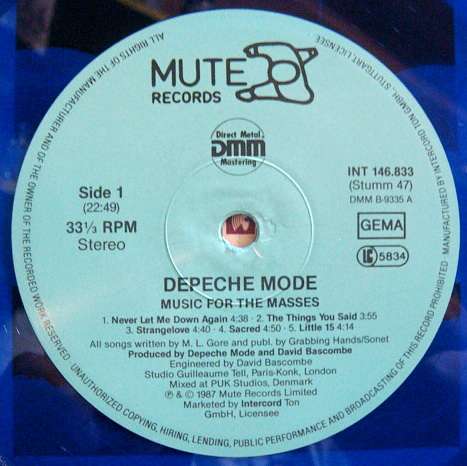 ALL RIGHTS OF THE MANUFACTURER AND OF THE OWNER OF THE RECORDED WORK RESERVED · UNAUTHORIZED COPYING, HIRING, LENDING, PUBLIC PERFORMANCE AND BROADCASTING OF THIS RECORD PROHIBITED
MANUFACTURED BY INTERCORD TON GMBH, STUTTGART, LICENSEE
MUTE
RECORDS
Direct Metal
DMM
Mastering
Side 1
(22:49)
33⅓ RPM
Stereo
INT 146.833
(Stumm 47)
DMM B-9335 A
GEMA
LC 5834
DEPECHE MODE
MUSIC FOR THE MASSES
1. Never Let Me Down Again 4:38 · 2. The Things You Said 3:55
3. Strangelove 4:40 · 4. Sacred 4:50 · 5. Little 15 4:14
All songs written by M. L. Gore and publ. by Grabbing Hands/Sonet
Produced by Depeche Mode and David Bascombe
Engineered by David Bascombe
Studio Guilleaume Tell, Paris-Konk, London
Mixed at PUK Studios, Denmark
℗ & © 1987 Mute Records Limited
Marketed by Intercord Ton
GmbH, Licensee